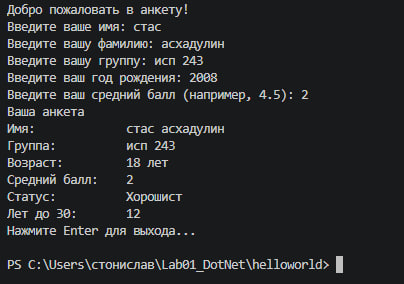 Добро пожаловать в анкету!
Введите ваше имя: стас
Введите вашу фамилию: асхадулин
Введите вашу группу: исп 243
Введите ваш год рождения: 2008
Введите ваш средний балл (например, 4.5): 2
Ваша анкета
Имя: стас асхадулин
Группа: исп 243
Возраст: 18 лет
Средний балл: 2
Статус: Хорошист
Лет до 30: 12
Нажмите Enter для выхода...
PS C:\Users\стонислав\Lab01_DotNet\helloworld>